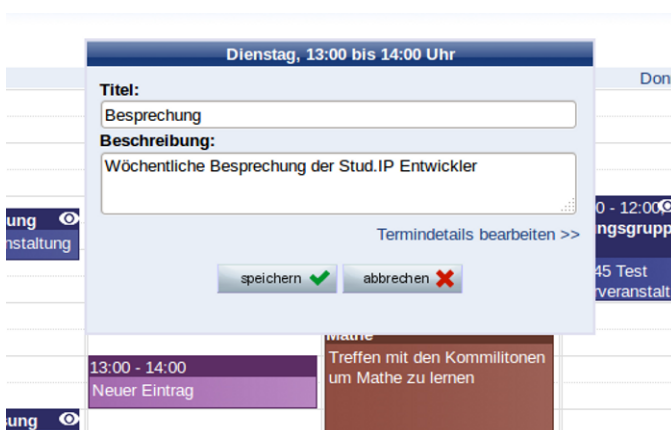 Dienstag, 13:00 bis 14:00 Uhr
Don
Titel:
Besprechung
Beschreibung:
Wöchentliche Besprechung der Stud.IP Entwickler
ung
nstaltung
0 - 12:00
ngsgrupp
Termindetails bearbeiten >>
45 Test
rveranstalt
speichern
abbrechen
Mathe
13:00 - 14:00
Neuer Eintrag
Treffen mit den Kommilitonen
um Mathe zu lernen
sung